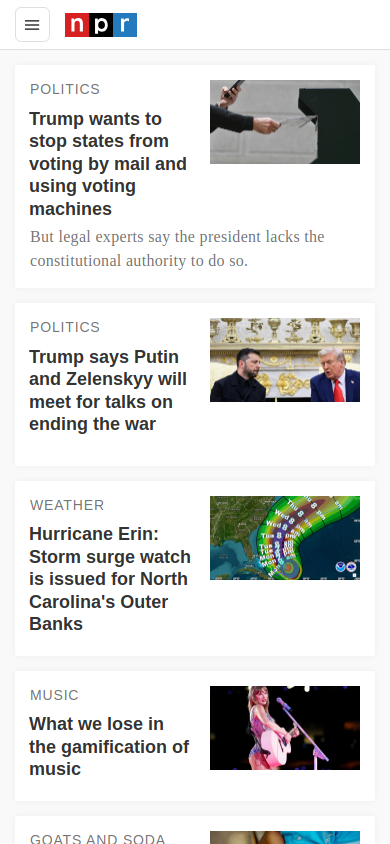 npr
POLITICS
Trump wants to
stop states from
voting by mail and
using voting
machines
But legal experts say the president lacks the
constitutional authority to do so.
POLITICS
Trump says Putin
and Zelenskyy will
meet for talks on
ending the war
WEATHER
Hurricane Erin:
Storm surge watch
is issued for North
Carolina's Outer
Banks
MUSIC
What we lose in
the gamification of
music
GOATS AND SODA